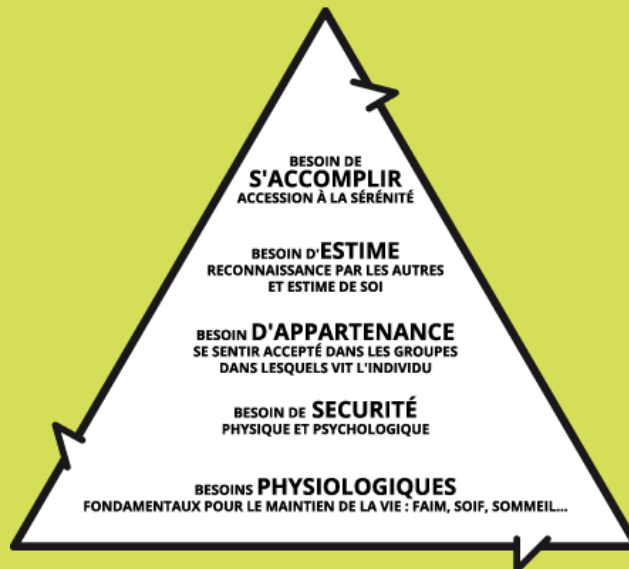 BESOIN DE
S'ACCOMPLIR
ACCESSION À LA SÉRÉNITÉ
BESOIN D'ESTIME
RECONNAISSANCE PAR LES AUTRES
ET ESTIME DE SOI
BESOIN D'APPARTENANCE
SE SENTIR ACCEPTÉ DANS LES GROUPES
DANS LESQUELS VIT L'INDIVIDU
BESOIN DE SECURITÉ
PHYSIQUE ET PSYCHOLOGIQUE
BESOINS PHYSIOLOGIQUES
FONDAMENTAUX POUR LE MAINTIEN DE LA VIE : FAIM, SOIF, SOMMEIL...